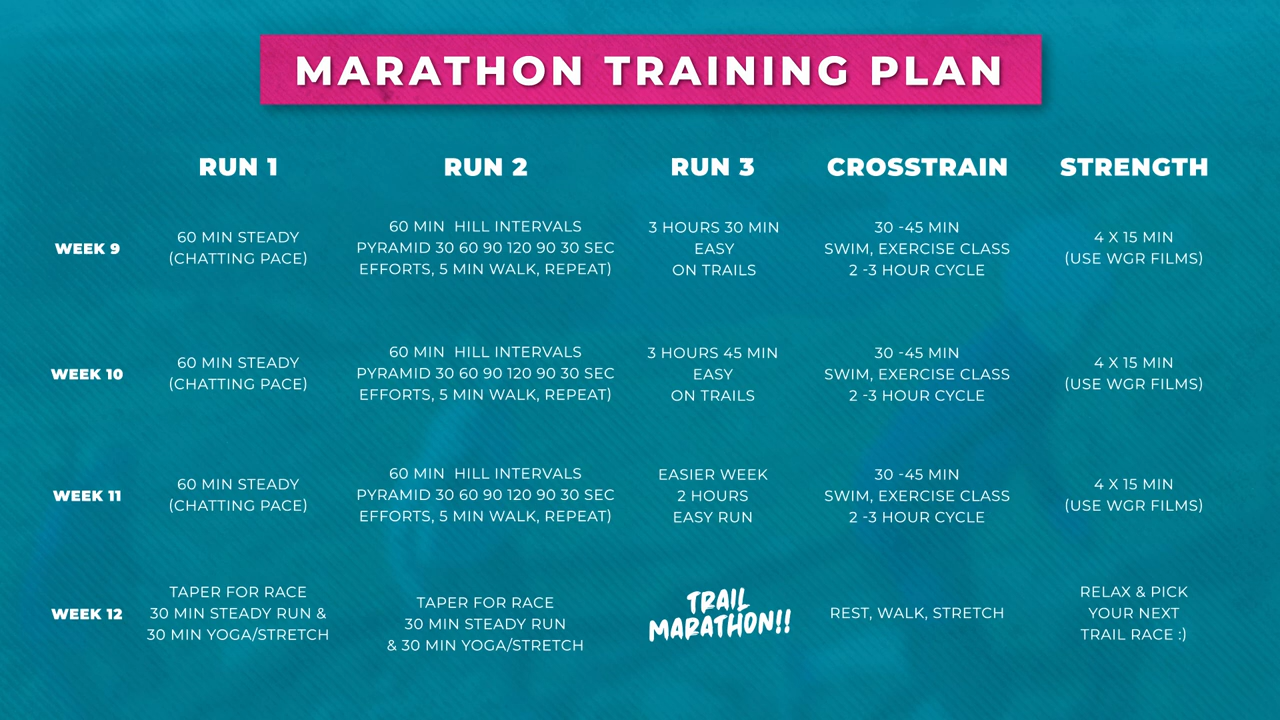 MARATHON TRAINING PLAN
RUN 1
RUN 2
RUN 3
CROSSTRAIN
STRENGTH
WEEK 9
60 MIN STEADY
(CHATTING PACE)
60 MIN  HILL INTERVALS
PYRAMID 30 60 90 120 90 30 SEC
EFFORTS, 5 MIN WALK, REPEAT)
3 HOURS 30 MIN
EASY
ON TRAILS
30 -45 MIN
SWIM, EXERCISE CLASS
2 -3 HOUR CYCLE
4 X 15 MIN
(USE WGR FILMS)
WEEK 10
60 MIN STEADY
(CHATTING PACE)
60 MIN  HILL INTERVALS
PYRAMID 30 60 90 120 90 30 SEC
EFFORTS, 5 MIN WALK, REPEAT)
3 HOURS 45 MIN
EASY
ON TRAILS
30 -45 MIN
SWIM, EXERCISE CLASS
2 -3 HOUR CYCLE
4 X 15 MIN
(USE WGR FILMS)
WEEK 11
60 MIN STEADY
(CHATTING PACE)
60 MIN  HILL INTERVALS
PYRAMID 30 60 90 120 90 30 SEC
EFFORTS, 5 MIN WALK, REPEAT)
EASIER WEEK
2 HOURS
EASY RUN
30 -45 MIN
SWIM, EXERCISE CLASS
2 -3 HOUR CYCLE
4 X 15 MIN
(USE WGR FILMS)
WEEK 12
TAPER FOR RACE
30 MIN STEADY RUN &
30 MIN YOGA/STRETCH
TAPER FOR RACE
30 MIN STEADY RUN
& 30 MIN YOGA/STRETCH
TRAIL
MARATHON!!
REST, WALK, STRETCH
RELAX & PICK
YOUR NEXT
TRAIL RACE :)